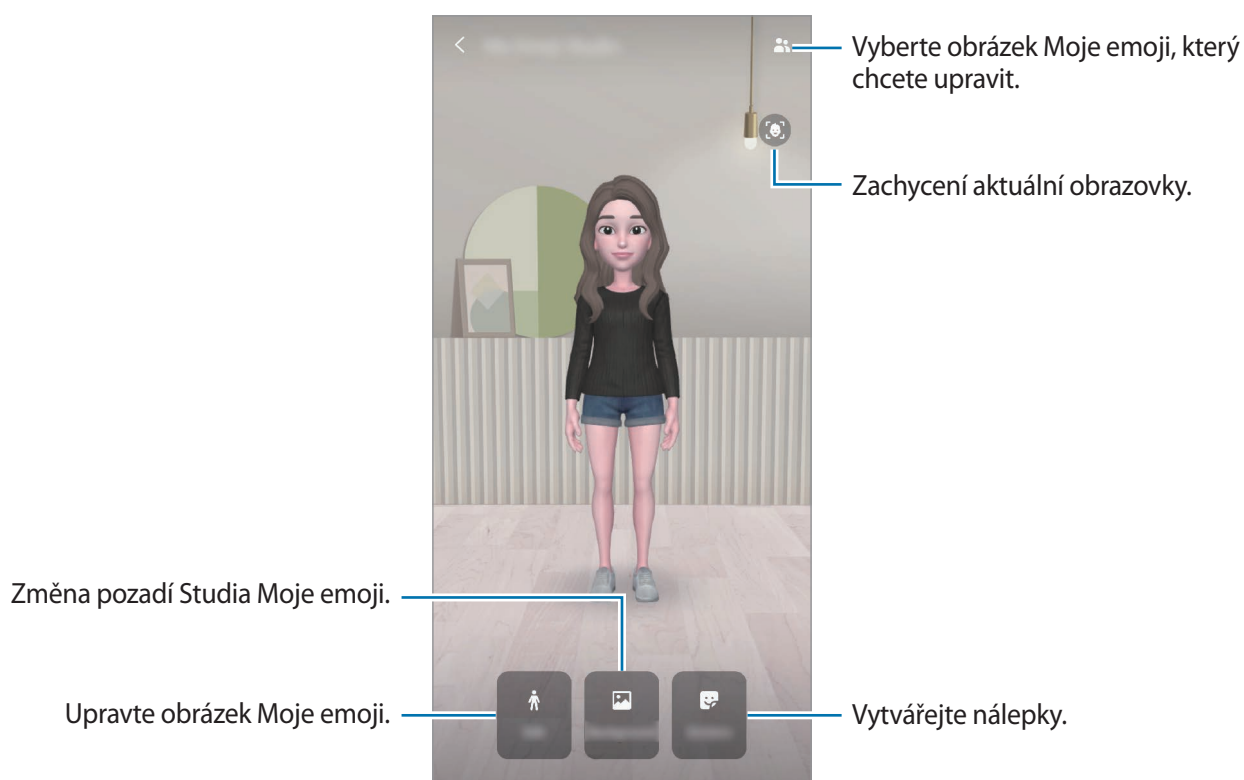 Vyberte obrázek Moje emoji, který
chcete upravit.
Zachycení aktuální obrazovky.
Změna pozadí Studia Moje emoji.
Upravte obrázek Moje emoji.
Vytvářejte nálepky.